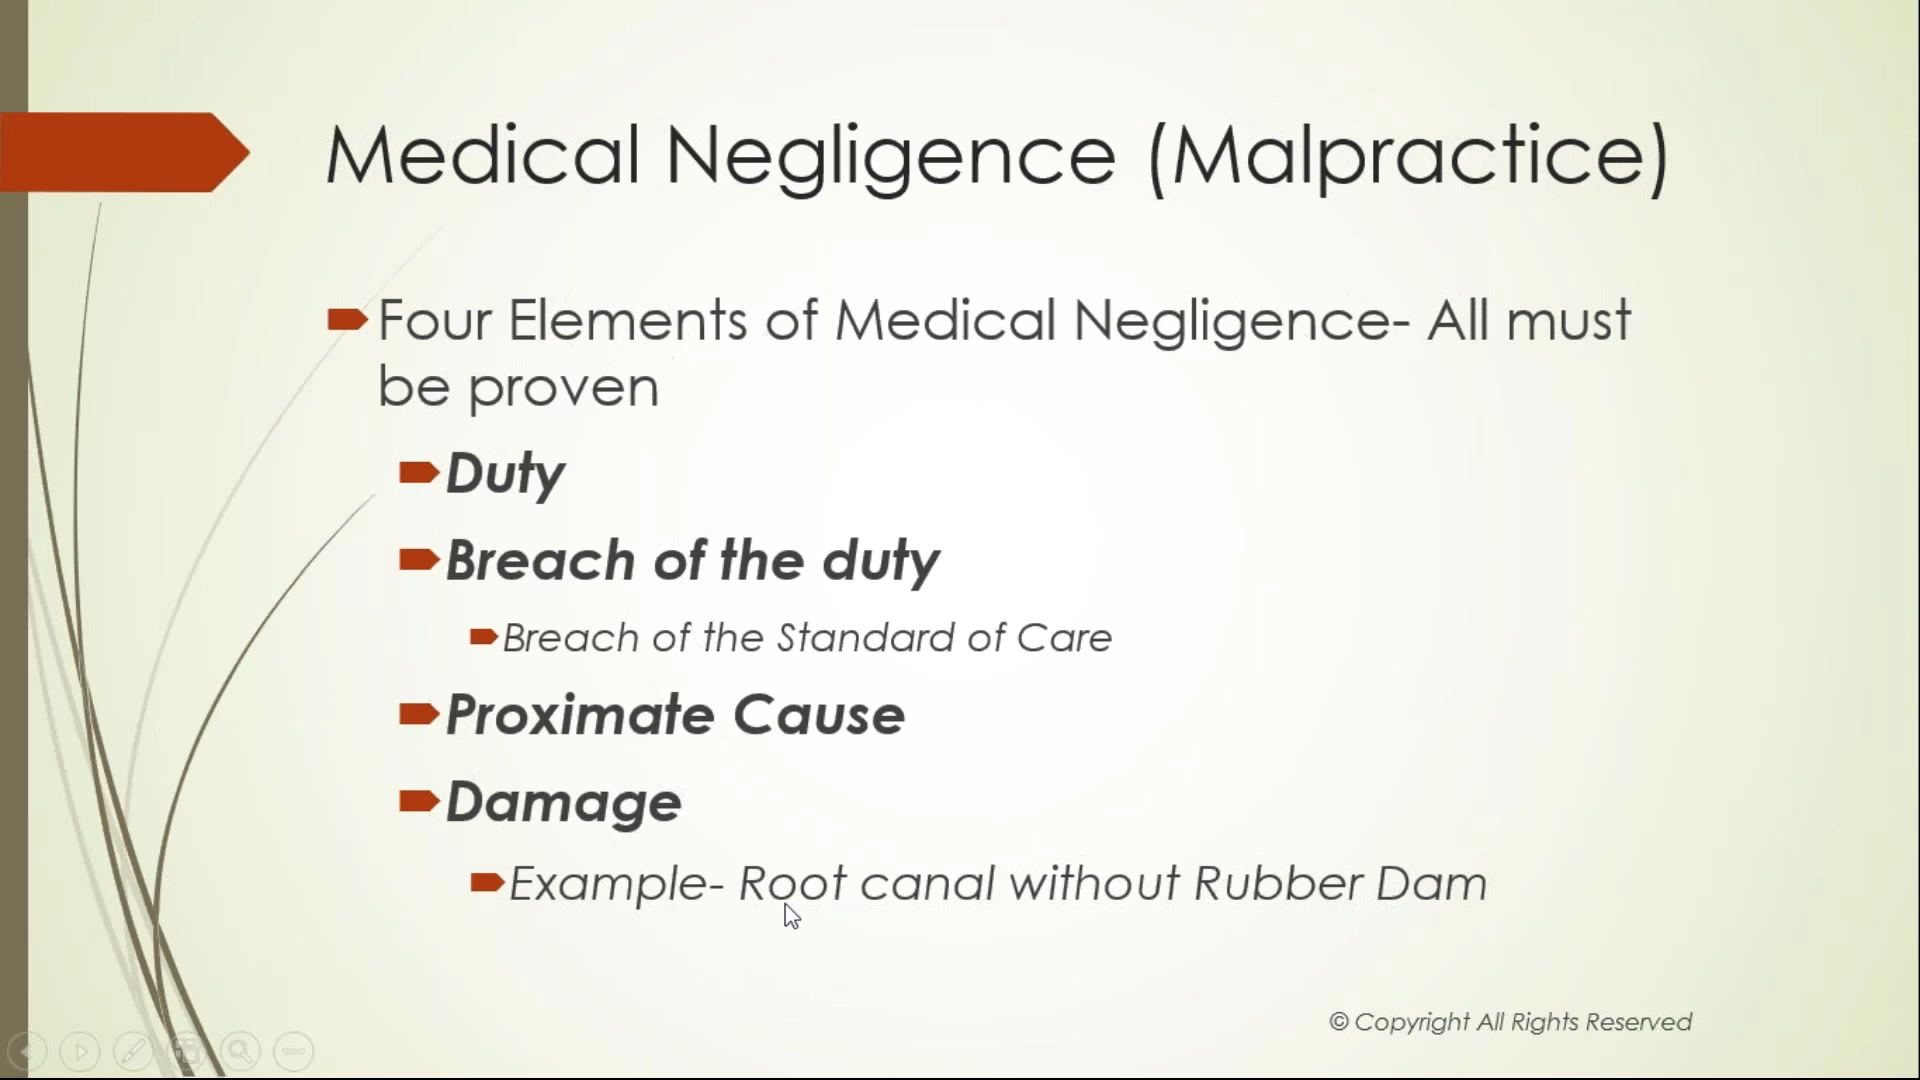 Medical Negligence (Malpractice)
Four Elements of Medical Negligence- All must
be proven
Duty
Breach of the duty
Breach of the Standard of Care
Proximate Cause
Damage
Example- Root canal without Rubber Dam
© Copyright All Rights Reserved